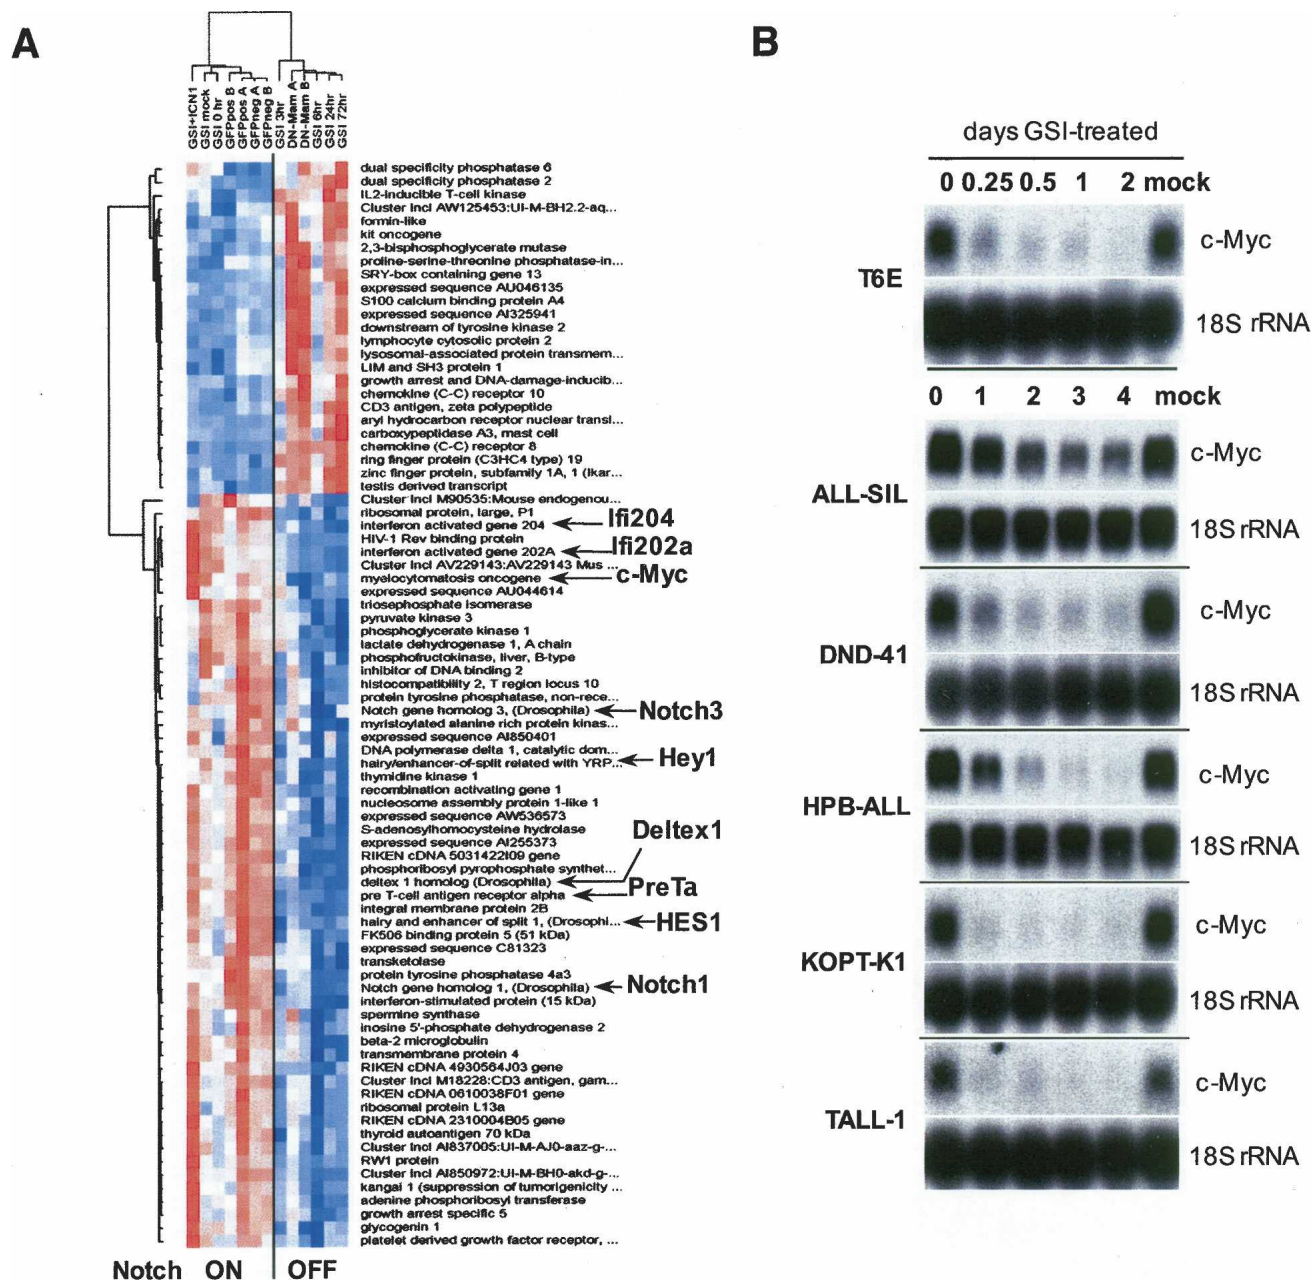 A
GSI+ICN1
GSI mock
GSI 0 hr
GFPpos B
GFPpos A
GFPneg A
GFPneg B
GSI 3hr
DN-Mam A
DN-Mam B
GSI 6hr
GSI 24hr
GSI 72hr
dual specificity phosphatase 6
dual specificity phosphatase 2
IL2-inducible T-cell kinase
Cluster Incl AW125453:UI-M-BH2.2-aq...
formin-like
kit oncogene
2,3-bisphosphoglycerate mutase
proline-serine-threonine phosphatase-in...
SRY-box containing gene 13
expressed sequence AU046135
S100 calcium binding protein A4
expressed sequence AI325941
downstream of tyrosine kinase 2
lymphocyte cytosolic protein 2
lysosomal-associated protein transmem...
LIM and SH3 protein 1
growth arrest and DNA-damage-inducib...
chemokine (C-C) receptor 10
CD3 antigen, zeta polypeptide
aryl hydrocarbon receptor nuclear transl...
carboxypeptidase A3, mast cell
chemokine (C-C) receptor 8
ring finger protein (C3HC4 type) 19
zinc finger protein, subfamily 1A, 1 (Ikar...
testis derived transcript
Cluster Incl M90535:Mouse endogenou...
ribosomal protein, large, P1
interferon activated gene 204
Ifi204
HIV-1 Rev binding protein
interferon activated gene 202A
Ifi202a
Cluster Incl AV229143:AV229143 Mus ...
myelocytomatosis oncogene
c-Myc
expressed sequence AU044614
triosephosphate isomerase
pyruvate kinase 3
phosphoglycerate kinase 1
lactate dehydrogenase 1, A chain
phosphofructokinase, liver, B-type
inhibitor of DNA binding 2
histocompatibility 2, T region locus 10
protein tyrosine phosphatase, non-rece...
Notch gene homolog 3, (Drosophila)
Notch3
myristoylated alanine rich protein kinas...
expressed sequence AI850401
DNA polymerase delta 1, catalytic dom...
hairy/enhancer-of-split related with YRP...
Hey1
thymidine kinase 1
recombination activating gene 1
nucleosome assembly protein 1-like 1
expressed sequence AW536573
S-adenosylhomocysteine hydrolase
Deltex1
expressed sequence AI255373
RIKEN cDNA 5031422I09 gene
phosphoribosyl pyrophosphate synthet...
deltex 1 homolog (Drosophila)
pre T-cell antigen receptor alpha
PreTa
integral membrane protein 2B
hairy and enhancer of split 1, (Drosophi...
HES1
FK506 binding protein 5 (51 kDa)
expressed sequence C81323
transketolase
protein tyrosine phosphatase 4a3
Notch gene homolog 1, (Drosophila)
Notch1
interferon-stimulated protein (15 kDa)
spermine synthase
inosine 5'-phosphate dehydrogenase 2
beta-2 microglobulin
transmembrane protein 4
RIKEN cDNA 4930564J03 gene
Cluster Incl M18228:CD3 antigen, gam...
RIKEN cDNA 0610038F01 gene
ribosomal protein L13a
RIKEN cDNA 2310004B05 gene
thyroid autoantigen 70 kDa
Cluster Incl AI837005:UI-M-AJ0-aaz-g-...
RW1 protein
Cluster Incl AI850972:UI-M-BH0-akd-g-...
kangai 1 (suppression of tumorigenicity ...
adenine phosphoribosyl transferase
growth arrest specific 5
glycogenin 1
platelet derived growth factor receptor, ...
Notch ON OFF
B
days GSI-treated
0 0.25 0.5 1 2 mock
c-Myc
T6E
18S rRNA
0 1 2 3 4 mock
c-Myc
ALL-SIL
18S rRNA
c-Myc
DND-41
18S rRNA
c-Myc
HPB-ALL
18S rRNA
c-Myc
KOPT-K1
18S rRNA
c-Myc
TALL-1
18S rRNA